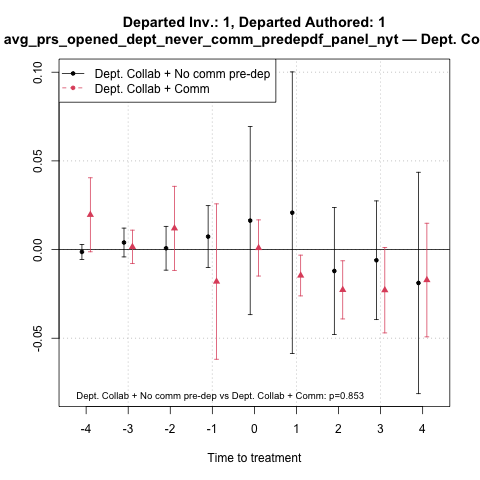 Departed Inv.: 1, Departed Authored: 1
avg_prs_opened_dept_never_comm_predepdf_panel_nyt — Dept. Co
Dept. Collab + No comm pre-dep
Dept. Collab + Comm
0.10
0.05
0.00
-0.05
Dept. Collab + No comm pre-dep vs Dept. Collab + Comm: p=0.853
-4 -3 -2 -1 0 1 2 3 4
Time to treatment